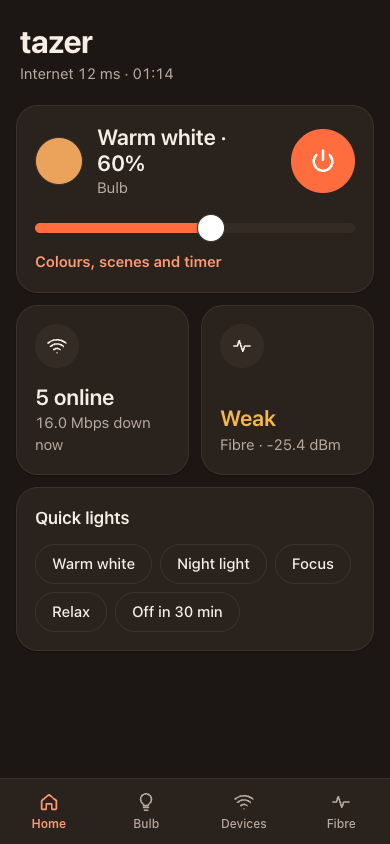 tazer
Internet 12 ms · 01:14
Warm white ·
60%
Bulb
Colours, scenes and timer
5 online
16.0 Mbps down
now
Weak
Fibre · -25.4 dBm
Quick lights
Warm white
Night light
Focus
Relax
Off in 30 min
Home
Bulb
Devices
Fibre